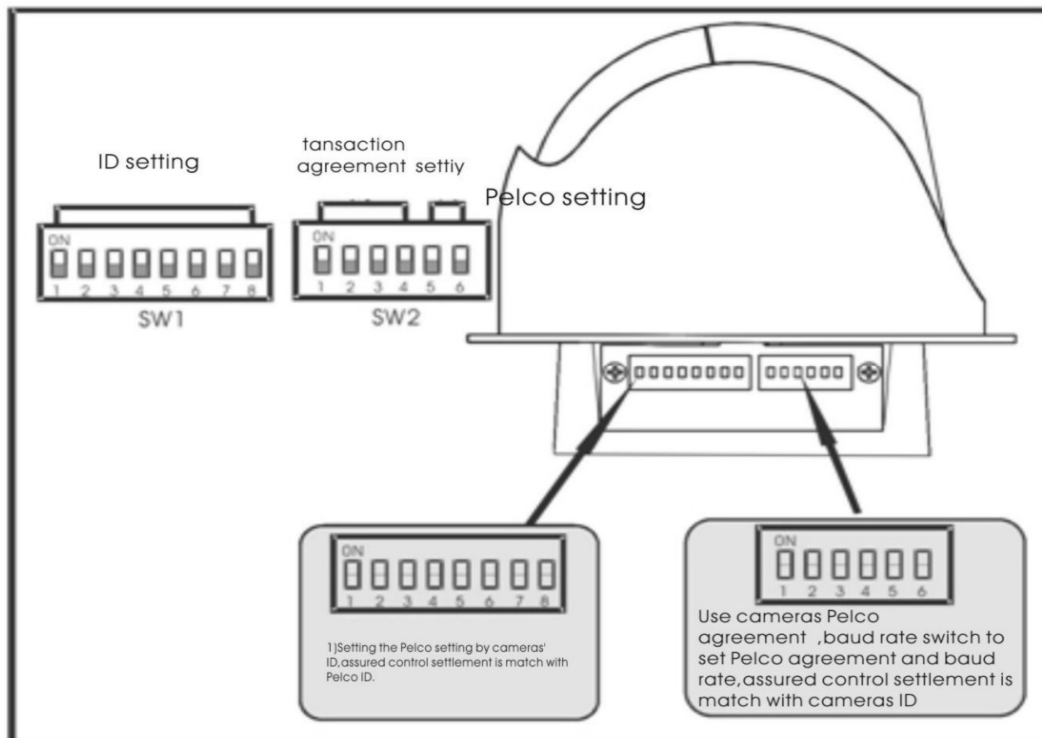 ID setting
tansaction
agreement settiy
Pelco setting
ON
1 2 3 4 5 6 7 8
SW1
ON
1 2 3 4 5 6
SW2
ON
1 2 3 4 5 6 7 8
1)Setting the Pelco setting by cameras'
ID,assured control settlement is match with
Pelco ID.
ON
1 2 3 4 5 6
Use cameras Pelco
agreement ,baud rate switch to
set Pelco agreement and baud
rate,assured control settlement is
match with cameras ID